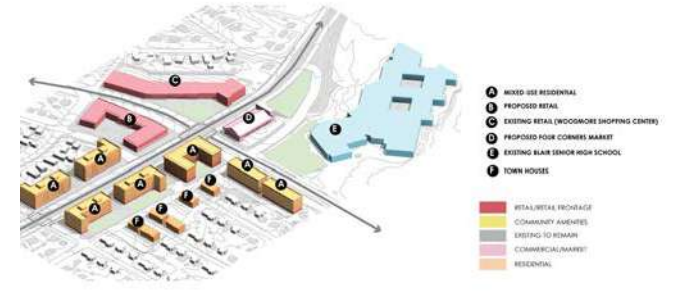 C
B
D
E
A
A
A
A
A
A
A
F
F
F
F
A MIXED-USE RESIDENTIAL
B PROPOSED RETAIL
C EXISTING RETAIL (WOODMORE SHOPPING CENTER)
D PROPOSED FOUR CORNERS MARKET
E EXISTING BLAIR SENIOR HIGH SCHOOL
F TOWN HOUSES
RETAIL/RETAIL FRONTAGE
COMMUNITY AMENITIES
EXISTING TO REMAIN
COMMERCIAL/MARKET
RESIDENTIAL